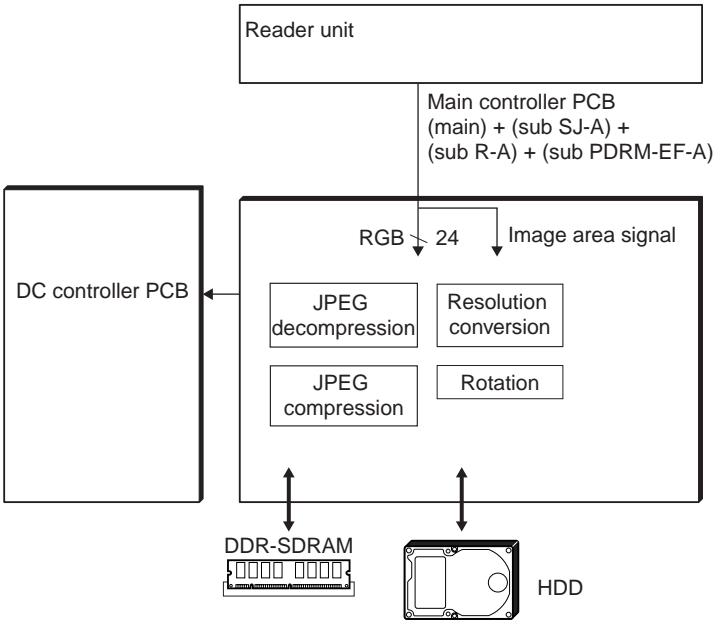 Reader unit
Main controller PCB
(main) + (sub SJ-A) +
(sub R-A) + (sub PDRM-EF-A)
RGB 24
Image area signal
DC controller PCB
JPEG
decompression
Resolution
conversion
JPEG
compression
Rotation
DDR-SDRAM
HDD